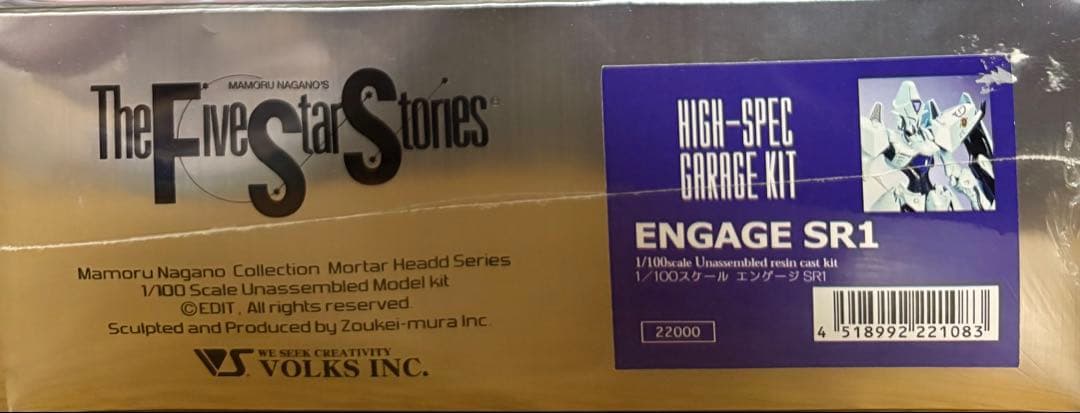 MAMORU NAGANO'S
The Five Star Stories
Mamoru Nagano Collection Mortar Headd Series
1/100 Scale Unassembled Model kit
©EDIT, All rights reserved.
Sculpted and Produced by Zoukei-mura Inc.
VS. WE SEEK CREATIVITY
VOLKS INC.
HIGH-SPEC
GARAGE KIT
ENGAGE SR1
1/100scale Unassembled resin cast kit
1/100スケール エンゲージ SR1
22000
4 518992 221083